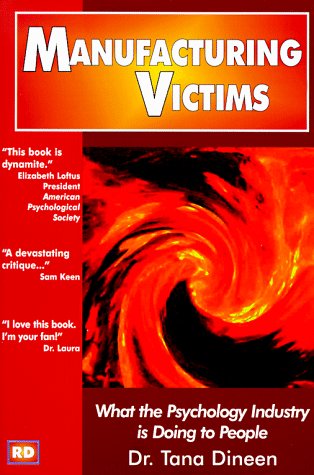 MANUFACTURING
VICTIMS
"This book is
dynamite."
Elizabeth Loftus
President
American
Psychological
Society
"A devastating
critique..."
Sam Keen
"I love this book.
I'm your fan!"
Dr. Laura
What the Psychology Industry
is Doing to People
Dr. Tana Dineen
RD